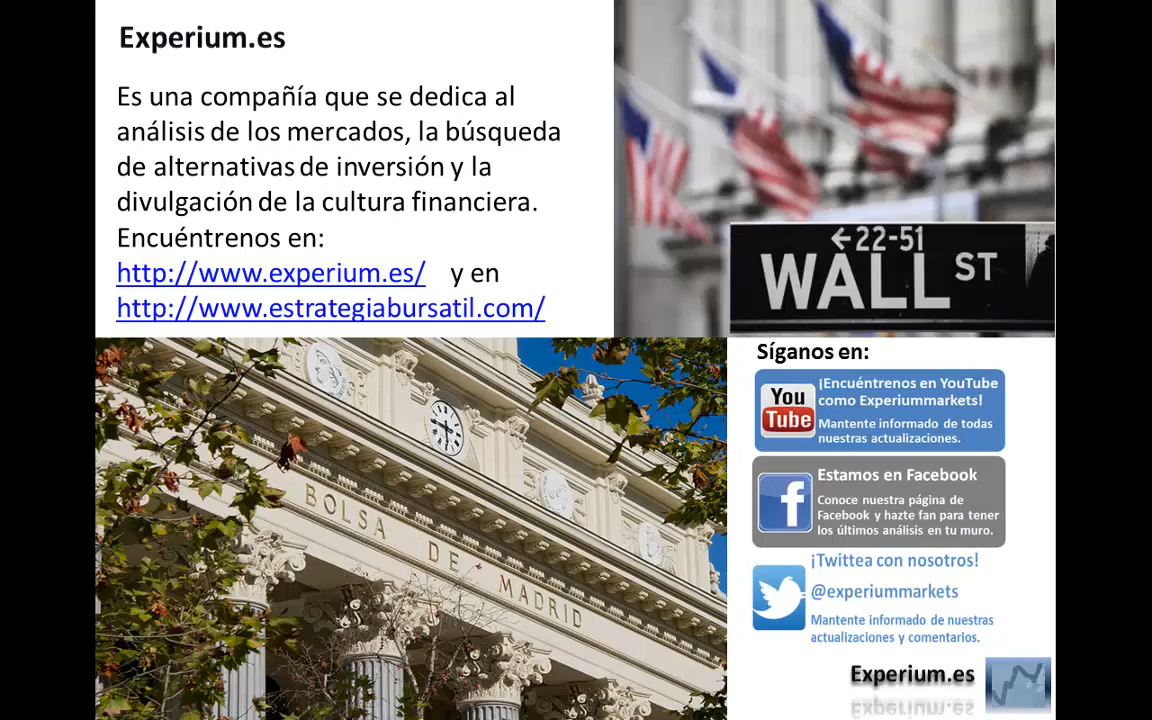 Experium.es
Es una compañía que se dedica al
análisis de los mercados, la búsqueda
de alternativas de inversión y la
divulgación de la cultura financiera.
Encuéntrenos en:
http://www.experium.es/ y en
http://www.estrategiabursatil.com/
←22-51
WALL ST
BOLSA DE MADRID
Síganos en:
You
Tube
¡Encuéntrenos en YouTube
como Experiummarkets!
Mantente informado de todas
nuestras actualizaciones.
f
Estamos en Facebook
Conoce nuestra página de
Facebook y hazte fan para tener
los últimos análisis en tu muro.
¡Twittea con nosotros!
@experiummarkets
Mantente informado de nuestras
actualizaciones y comentarios.
Experium.es